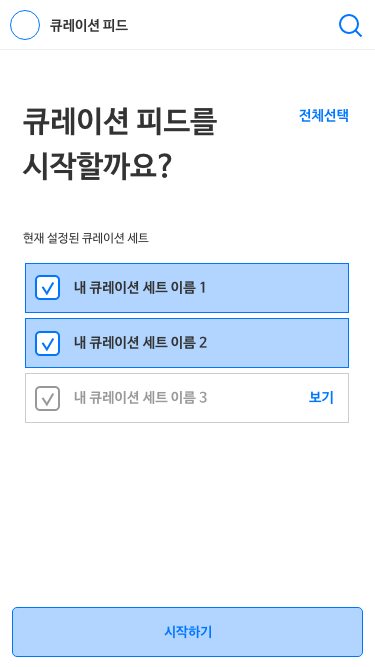 큐레이션 피드
큐레이션 피드를
전체선택
시작할까요?
현재 설정된 큐레이션 세트
내 큐레이션 세트 이름 1
내 큐레이션 세트 이름 2
내 큐레이션 세트 이름 3
보기
시작하기